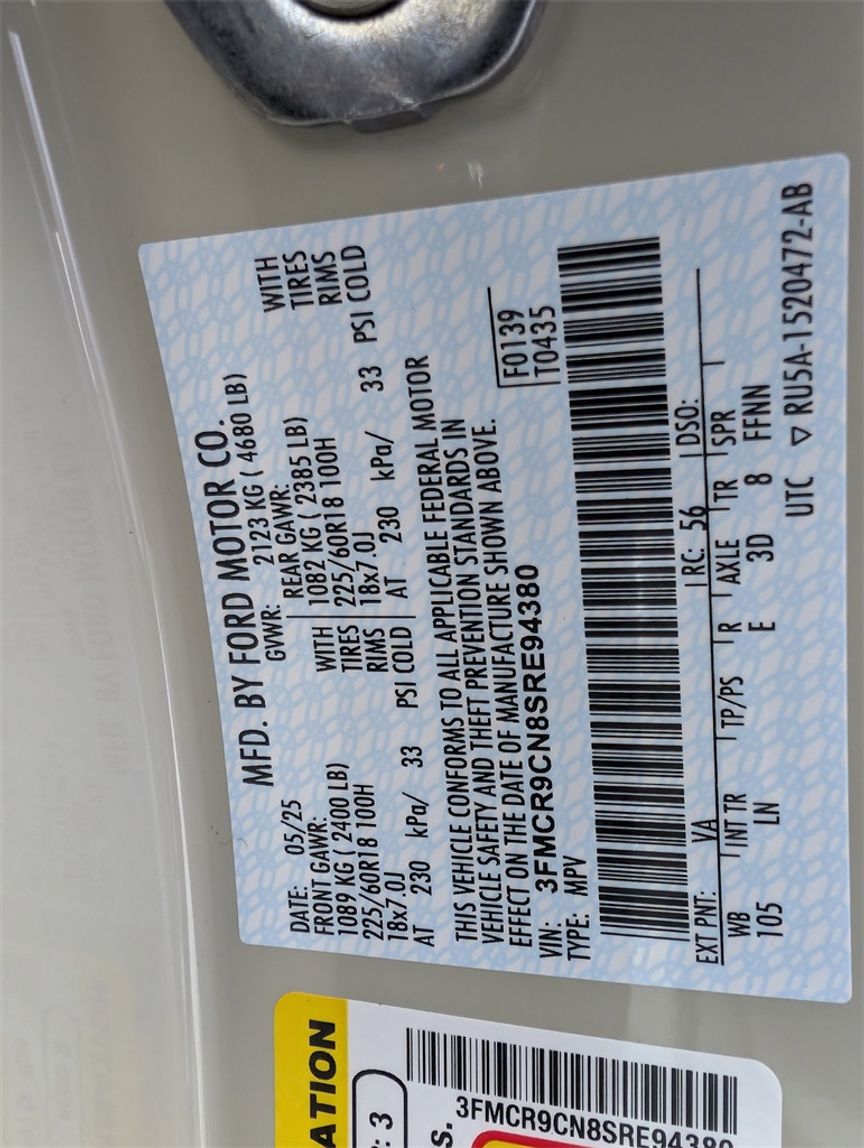 MFD. BY FORD MOTOR CO.
DATE: 05/25 GVWR: 2123 KG ( 4680 LB)
FRONT GAWR: REAR GAWR:
1089 KG ( 2400 LB) WITH 1082 KG ( 2385 LB) WITH
225/60R18 100H TIRES 225/60R18 100H TIRES
18x7.0J RIMS 18x7.0J RIMS
AT 230 kPa/ 33 PSI COLD AT 230 kPa/ 33 PSI COLD
THIS VEHICLE CONFORMS TO ALL APPLICABLE FEDERAL MOTOR
VEHICLE SAFETY AND THEFT PREVENTION STANDARDS IN
EFFECT ON THE DATE OF MANUFACTURE SHOWN ABOVE.
VIN: 3FMCR9CN8SRE94380 F0139
TYPE: MPV T0435
EXT PNT: VA RC: 56 DSO:
WB INT TR TP/PS R AXLE TR SPR
105 LN E 3D 8 FFNN
UTC ▽ RU5A-1520472-AB
ATION
: 3
s.
3FMCR9CN8SRE94380